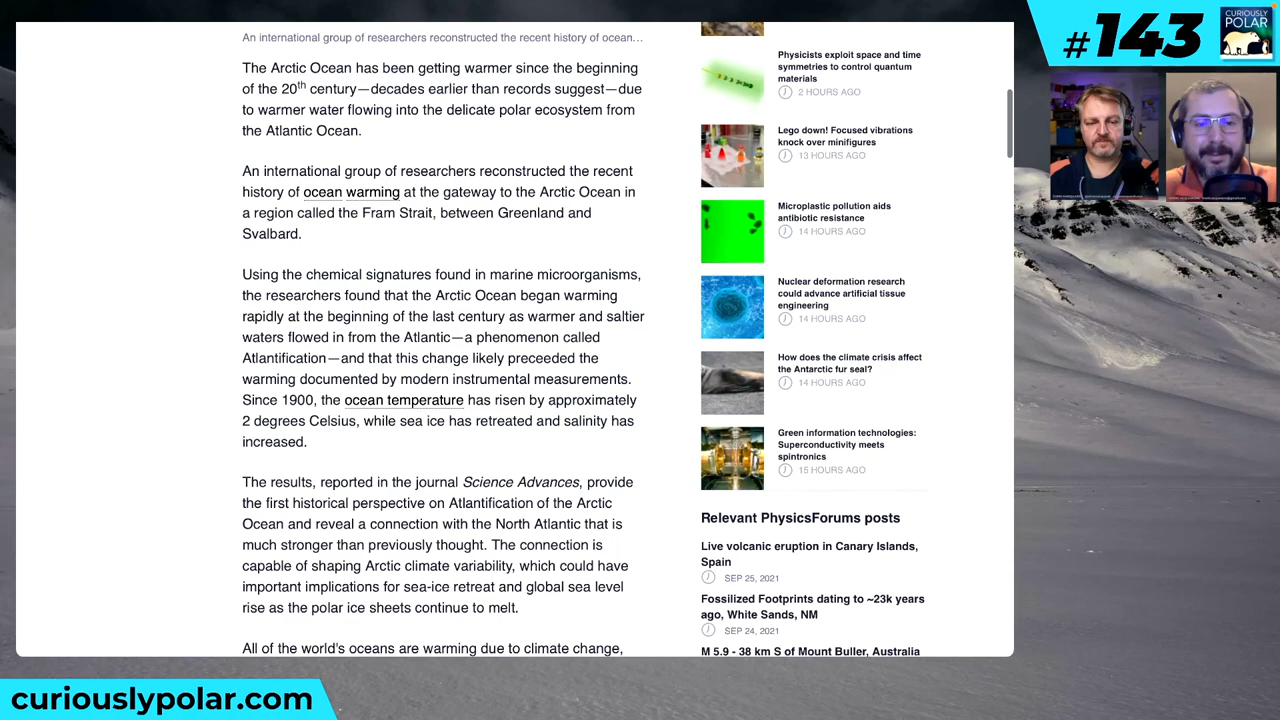 An international group of researchers reconstructed the recent history of ocean…
The Arctic Ocean has been getting warmer since the beginning
of the 20th century—decades earlier than records suggest—due
to warmer water flowing into the delicate polar ecosystem from
the Atlantic Ocean.
An international group of researchers reconstructed the recent
history of ocean warming at the gateway to the Arctic Ocean in
a region called the Fram Strait, between Greenland and
Svalbard.
Using the chemical signatures found in marine microorganisms,
the researchers found that the Arctic Ocean began warming
rapidly at the beginning of the last century as warmer and saltier
waters flowed in from the Atlantic—a phenomenon called
Atlantification—and that this change likely preceeded the
warming documented by modern instrumental measurements.
Since 1900, the ocean temperature has risen by approximately
2 degrees Celsius, while sea ice has retreated and salinity has
increased.
The results, reported in the journal Science Advances, provide
the first historical perspective on Atlantification of the Arctic
Ocean and reveal a connection with the North Atlantic that is
much stronger than previously thought. The connection is
capable of shaping Arctic climate variability, which could have
important implications for sea-ice retreat and global sea level
rise as the polar ice sheets continue to melt.
All of the world's oceans are warming due to climate change,
Physicists exploit space and time
symmetries to control quantum
materials
2 HOURS AGO
Lego down! Focused vibrations
knock over minifigures
13 HOURS AGO
Microplastic pollution aids
antibiotic resistance
14 HOURS AGO
Nuclear deformation research
could advance artificial tissue
engineering
14 HOURS AGO
How does the climate crisis affect
the Antarctic fur seal?
14 HOURS AGO
Green information technologies:
Superconductivity meets
spintronics
15 HOURS AGO
Relevant PhysicsForums posts
Live volcanic eruption in Canary Islands,
Spain
SEP 25, 2021
Fossilized Footprints dating to ~23k years
ago, White Sands, NM
SEP 24, 2021
M 5.9 - 38 km S of Mount Buller, Australia
#143
CURIOUSLY
POLAR
curiouslypolar.com